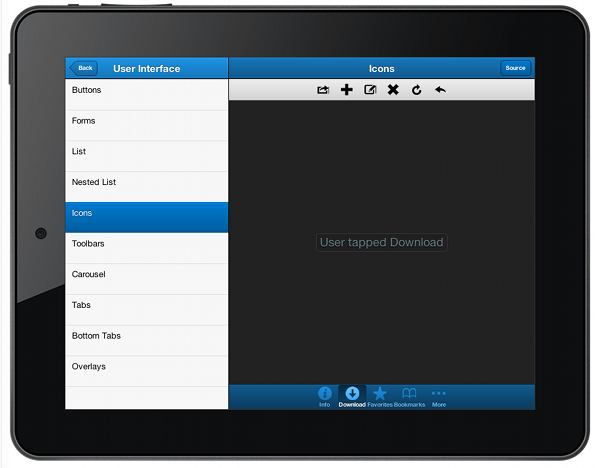 Back User Interface Icons Source
Buttons
Forms
List
Nested List
Icons
Toolbars
Carousel
Tabs
Bottom Tabs
Overlays
User tapped Download
Info Download Favorites Bookmarks More